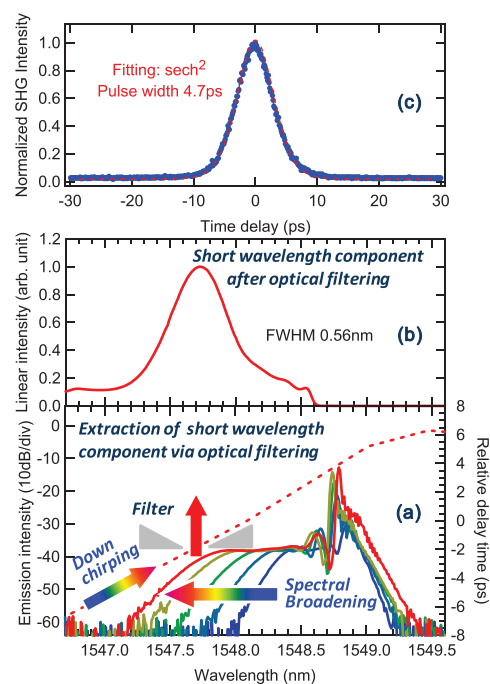 Normalized SHG Intensity
1.0
0.8
0.6
0.4
0.2
0.0
Fitting: sech2
Pulse width 4.7ps
(c)
-30
-20
-10
0
10
20
30
Time delay (ps)
Linear intensity (arb. unit)
1.2
1.0
0.8
0.6
0.4
0.2
0.0
Short wavelength component
after optical filtering
FWHM 0.56nm
(b)
Emission intensity (10dB/div)
0
-10
-20
-30
-40
-50
-60
Extraction of short wavelength
component via optical filtering
Filter
(a)
Down
chirping
Spectral
Broadening
8
6
4
2
0
-2
-4
-6
-8
Relative delay time (ps)
1547.0
1547.5
1548.0
1548.5
1549.0
1549.5
Wavelength (nm)